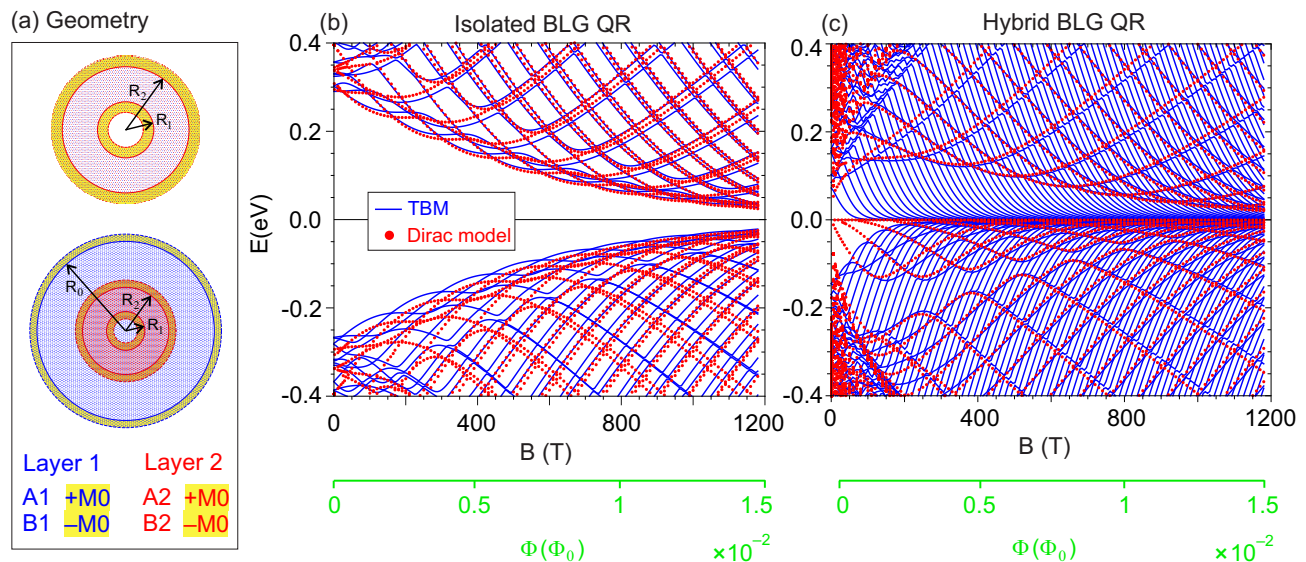 (a) Geometry
R2
R1
R0
R2
R1
Layer 1 Layer 2
A1 +M0 A2 +M0
B1 –M0 B2 –M0
(b) Isolated BLG QR
E(eV)
0.4
0.2
0.0
-0.2
-0.4
TBM
Dirac model
0 400 800 1200
B (T)
0 0.5 1 1.5
Φ(Φ0) ×10−2
(c) Hybrid BLG QR
0.4
0.2
0.0
-0.2
-0.4
0 400 800 1200
B (T)
0 0.5 1 1.5
Φ(Φ0) ×10−2